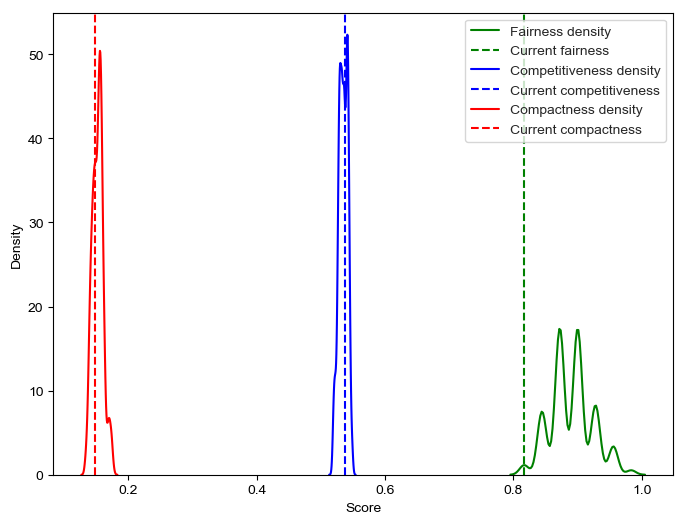 Fairness density
Current fairness
Competitiveness density
Current competitiveness
Compactness density
Current compactness
50
40
30
20
10
0
Density
0.2
0.4
0.6
0.8
1.0
Score